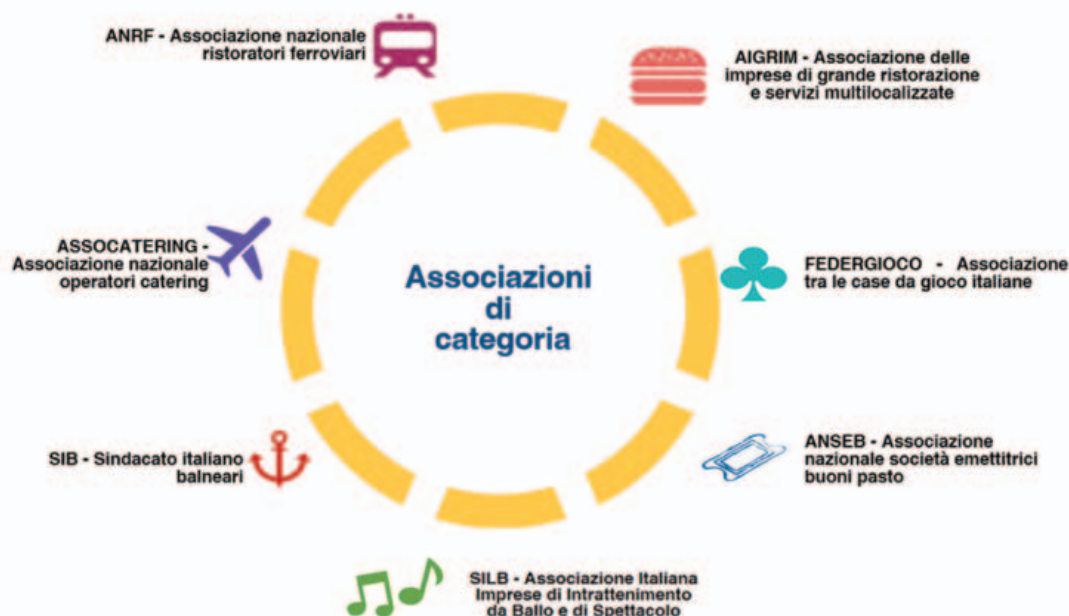 ANRF - Associazione nazionale
ristoratori ferroviari
AIGRIM - Associazione delle
imprese di grande ristorazione
e servizi multilocalizzate
ASSOCATERING -
Associazione nazionale
operatori catering
Associazioni
di
categoria
FEDERGIOCO - Associazione
tra le case da gioco italiane
SIB - Sindacato italiano
balneari
ANSEB - Associazione
nazionale società emettitrici
buoni pasto
SILB - Associazione Italiana
Imprese di Intrattenimento
da Ballo e di Spettacolo